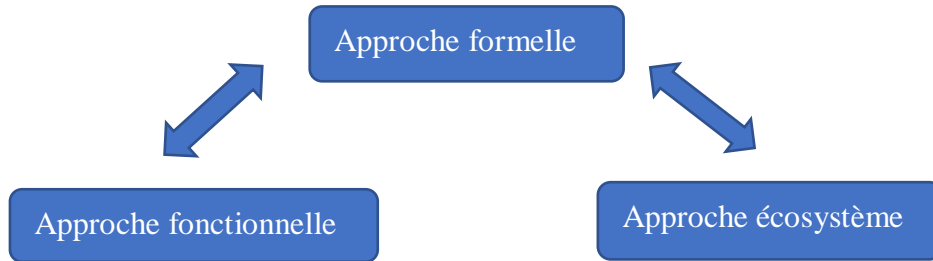 Approche formelle
Approche fonctionnelle
Approche écosystème